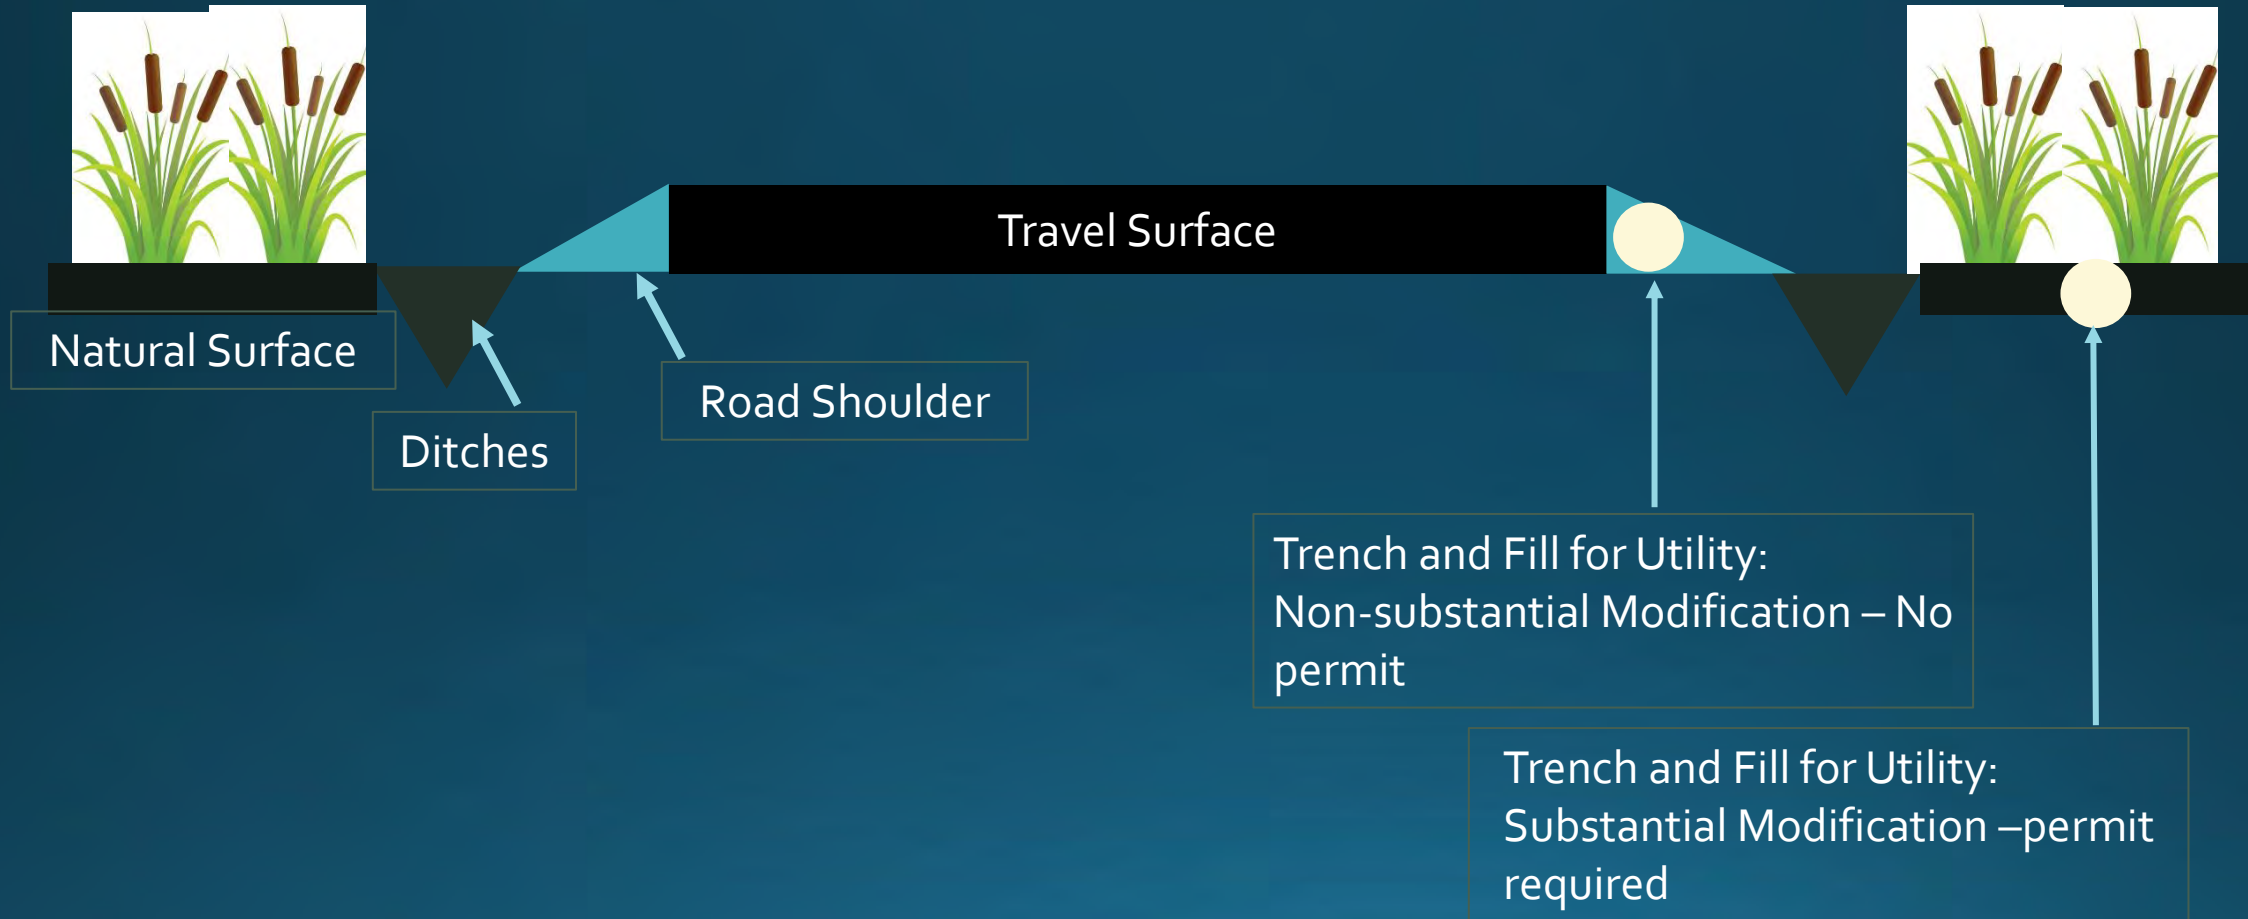 Travel Surface
Natural Surface
Road Shoulder
Ditches
Trench and Fill for Utility:
Non-substantial Modification – No
permit
Trench and Fill for Utility:
Substantial Modification –permit
required